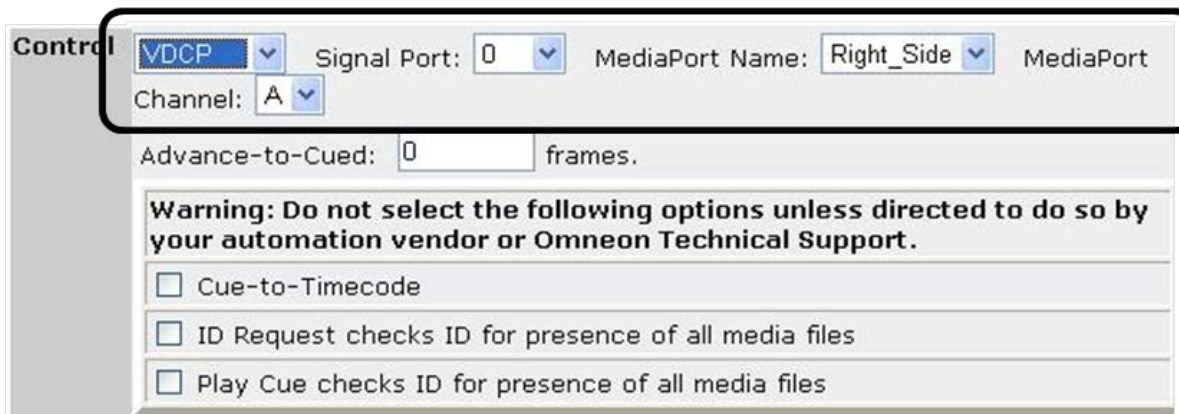 Control VDCP Signal Port: 0 MediaPort Name: Right_Side MediaPort
Channel: A
Advance-to-Cued: 0 frames.
Warning: Do not select the following options unless directed to do so by
your automation vendor or Omneon Technical Support.
Cue-to-Timecode
ID Request checks ID for presence of all media files
Play Cue checks ID for presence of all media files